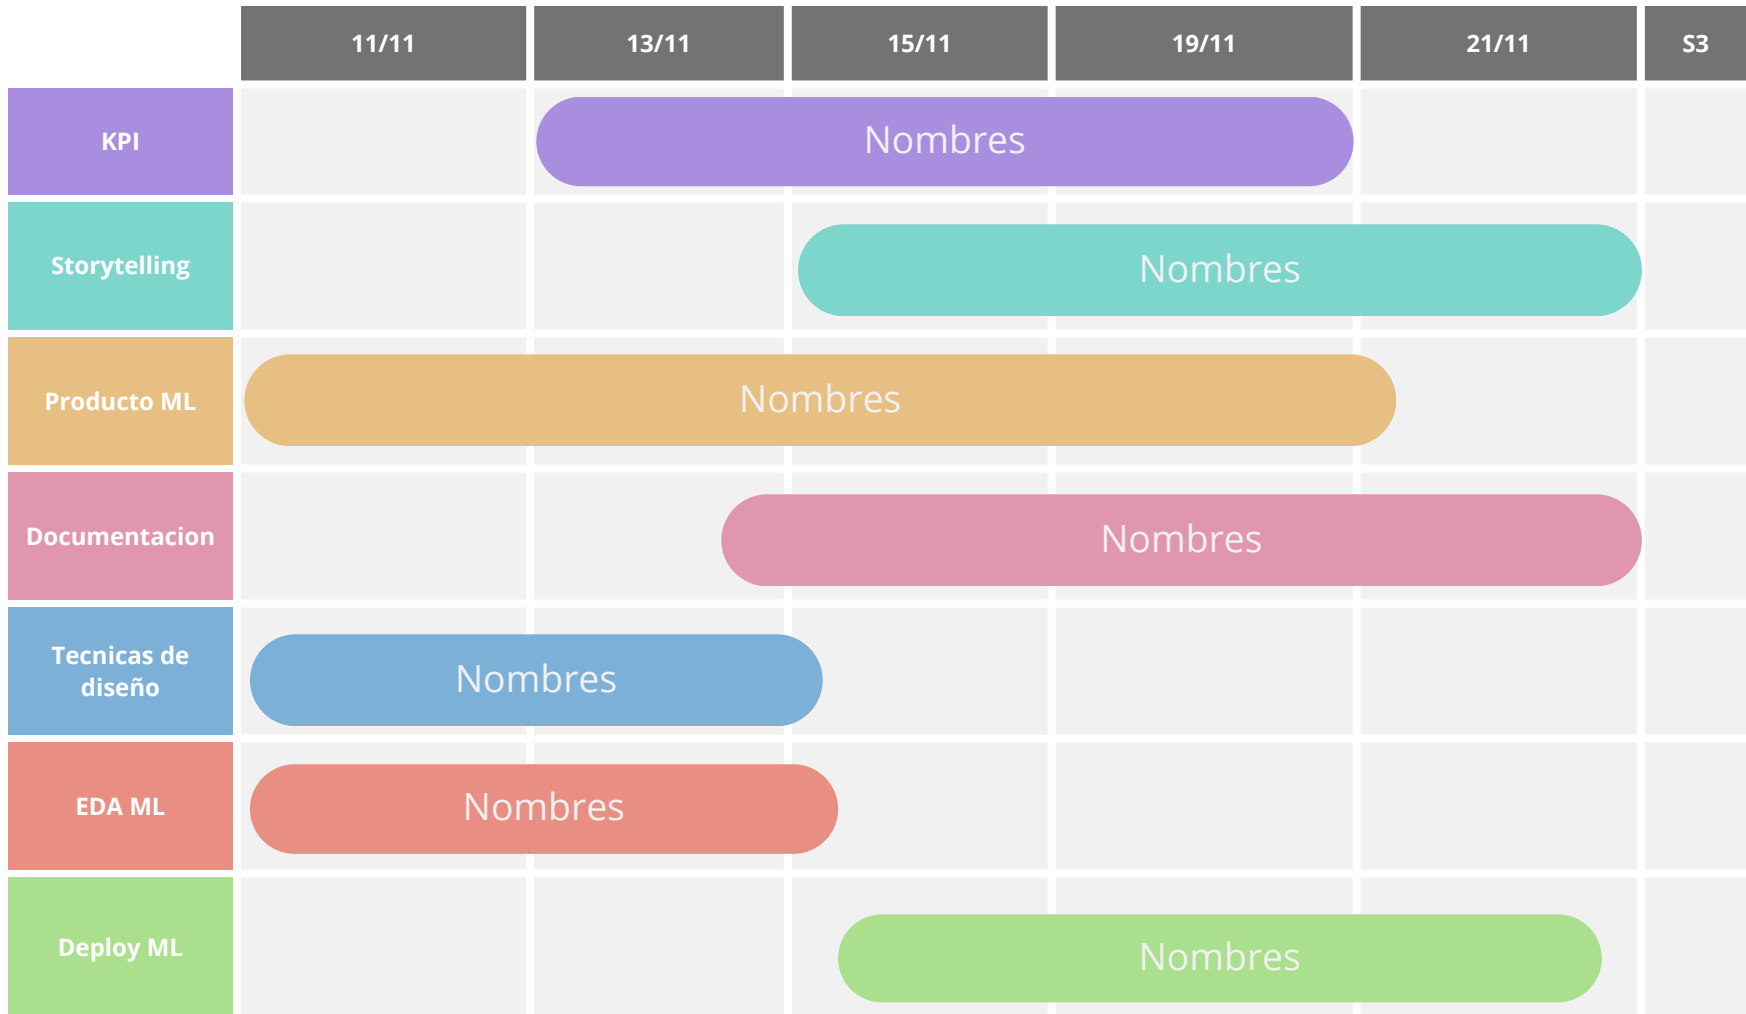 11/11
13/11
15/11
19/11
21/11
S3
KPI
Nombres
Storytelling
Nombres
Producto ML
Nombres
Documentacion
Nombres
Tecnicas de
diseño
Nombres
EDA ML
Nombres
Deploy ML
Nombres